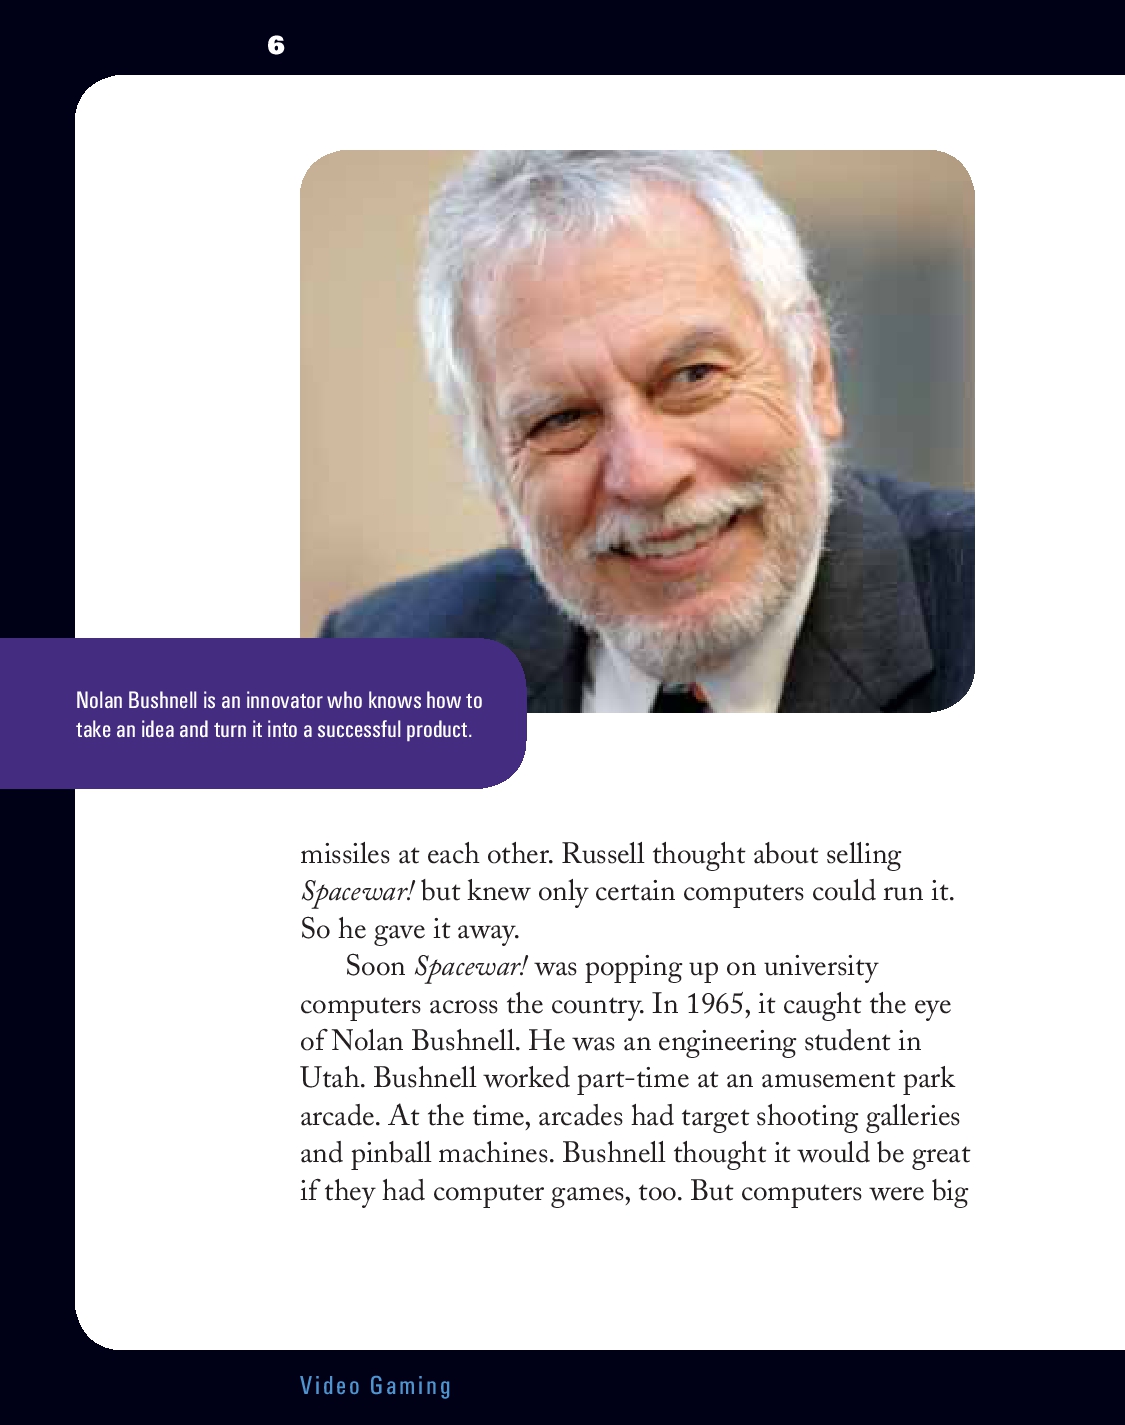 6
Nolan Bushnell is an innovator who knows how to
take an idea and turn it into a successful product.
missiles at each other. Russell thought about selling
Spacewar! but knew only certain computers could run it.
So he gave it away.
Soon Spacewar! was popping up on university
computers across the country. In 1965, it caught the eye
of Nolan Bushnell. He was an engineering student in
Utah. Bushnell worked part-time at an amusement park
arcade. At the time, arcades had target shooting galleries
and pinball machines. Bushnell thought it would be great
if they had computer games, too. But computers were big
Video Gaming